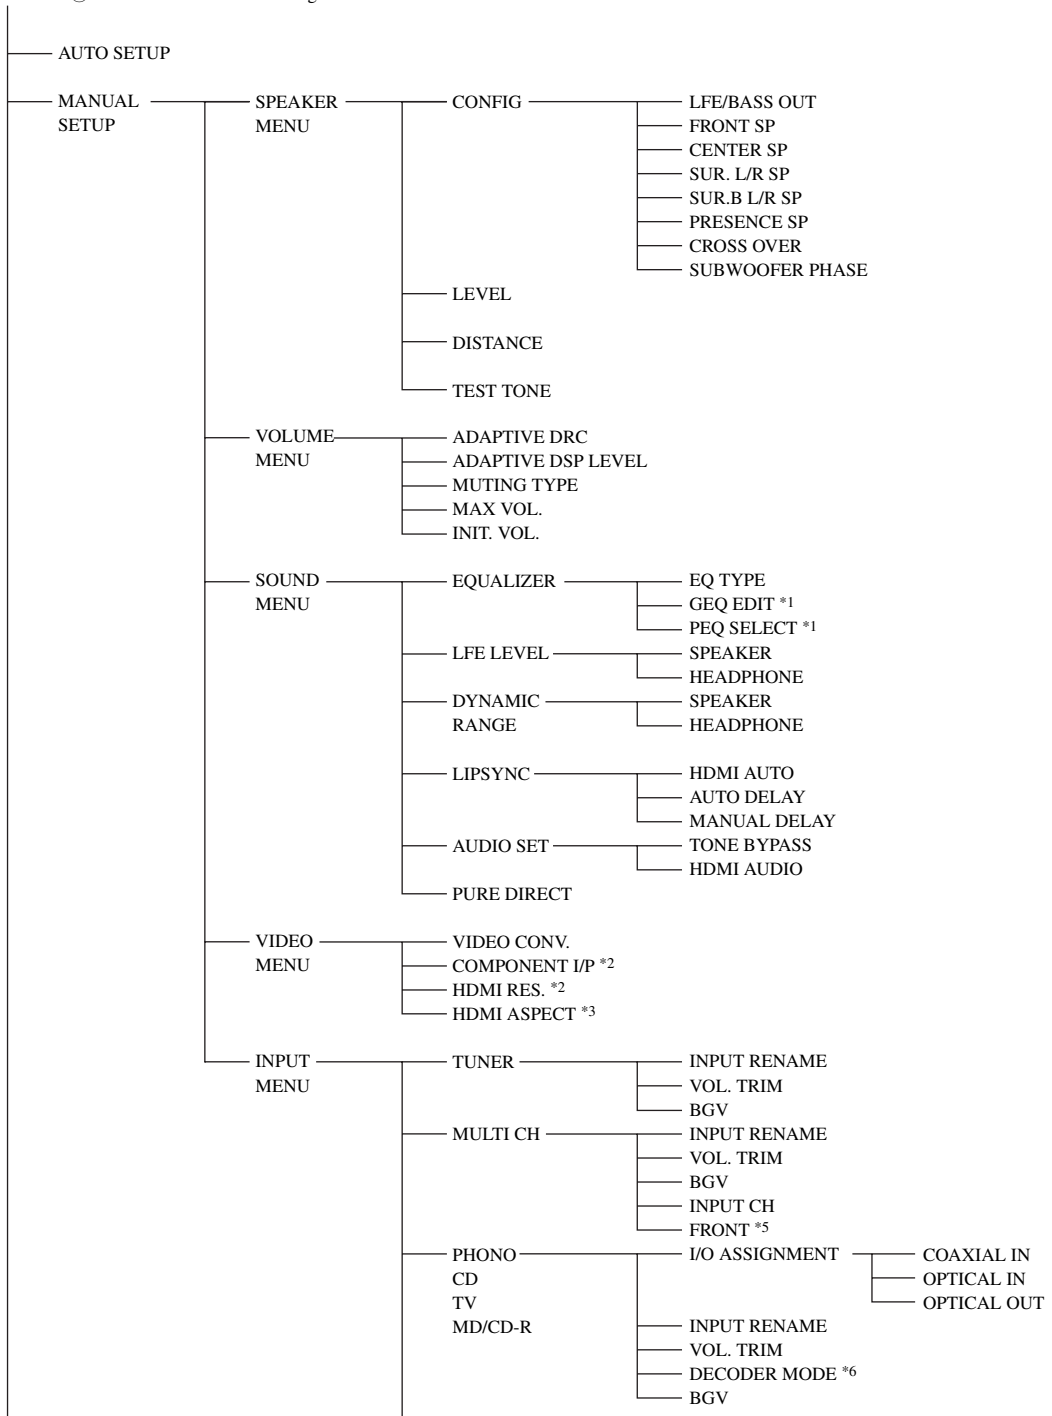 AUTO SETUP
MANUAL SETUP
SPEAKER MENU
CONFIG
LFE/BASS OUT
FRONT SP
CENTER SP
SUR. L/R SP
SUR.B L/R SP
PRESENCE SP
CROSS OVER
SUBWOOFER PHASE
LEVEL
DISTANCE
TEST TONE
VOLUME MENU
ADAPTIVE DRC
ADAPTIVE DSP LEVEL
MUTING TYPE
MAX VOL.
INIT. VOL.
SOUND MENU
EQUALIZER
EQ TYPE
GEQ EDIT *1
PEQ SELECT *1
LFE LEVEL
SPEAKER
HEADPHONE
DYNAMIC RANGE
SPEAKER
HEADPHONE
LIPSYNC
HDMI AUTO
AUTO DELAY
MANUAL DELAY
AUDIO SET
TONE BYPASS
HDMI AUDIO
PURE DIRECT
VIDEO MENU
VIDEO CONV.
COMPONENT I/P *2
HDMI RES. *2
HDMI ASPECT *3
INPUT MENU
TUNER
INPUT RENAME
VOL. TRIM
BGV
MULTI CH
INPUT RENAME
VOL. TRIM
BGV
INPUT CH
FRONT *5
PHONO
CD
TV
MD/CD-R
I/O ASSIGNMENT
COAXIAL IN
OPTICAL IN
OPTICAL OUT
INPUT RENAME
VOL. TRIM
DECODER MODE *6
BGV